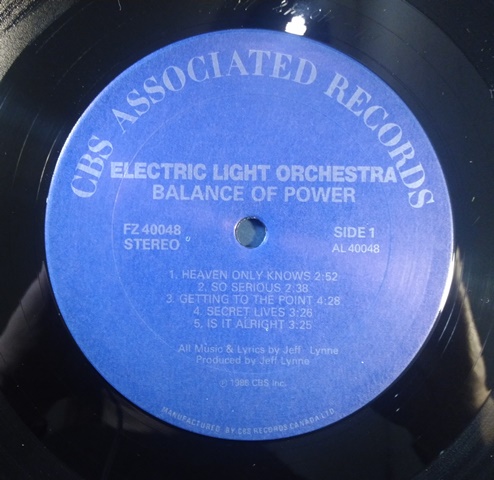 CBS ASSOCIATED RECORDS
ELECTRIC LIGHT ORCHESTRA
BALANCE OF POWER
FZ 40048
STEREO
SIDE 1
AL 40048
1. HEAVEN ONLY KNOWS 2:52
2. SO SERIOUS 2:38
3. GETTING TO THE POINT 4:28
4. SECRET LIVES 3:26
5. IS IT ALRIGHT 3:25
All Music & Lyrics by Jeff Lynne
Produced by Jeff Lynne
℗ 1986 CBS Inc.
MANUFACTURED BY CBS RECORDS CANADA LTD.